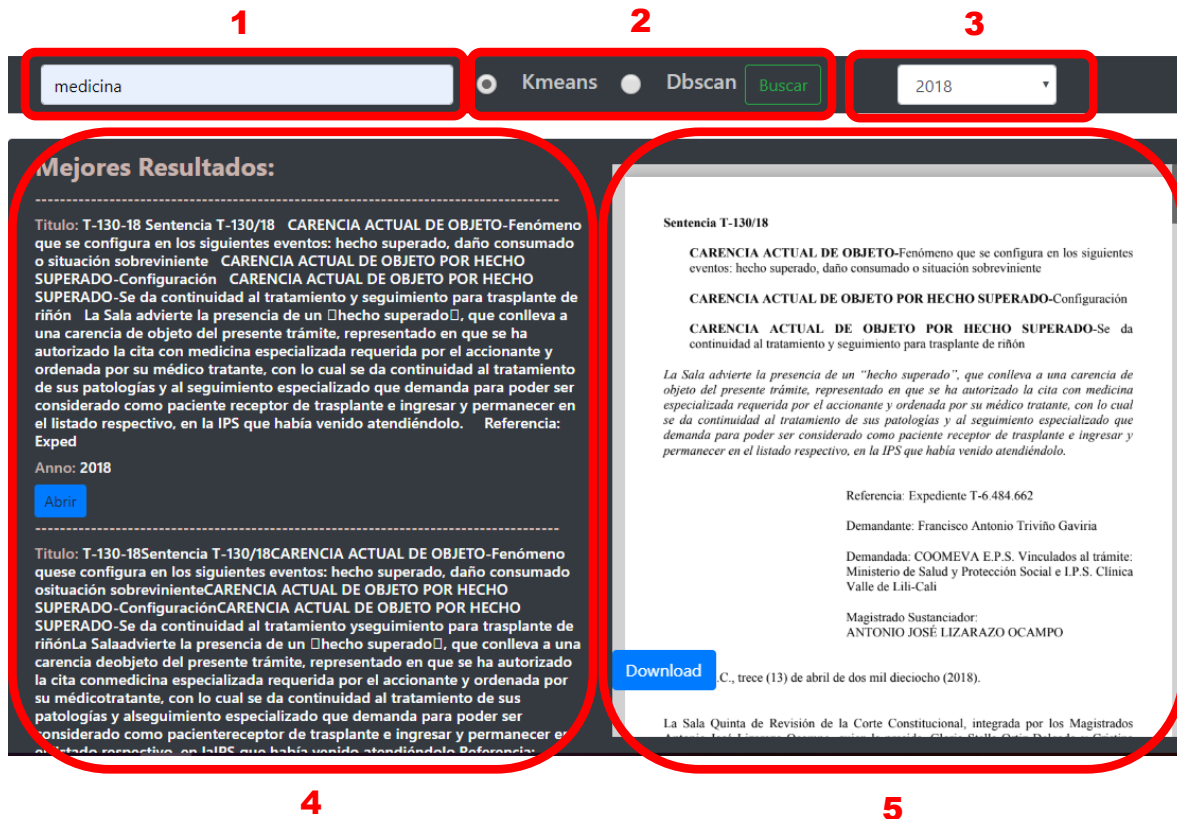 1
2
3
medicina
Kmeans
Dbscan
Buscar
2018
Mejores Resultados:
Titulo: T-130-18 Sentencia T-130/18 CARENCIA ACTUAL DE OBJETO-Fenómeno
que se configura en los siguientes eventos: hecho superado, daño consumado
o situación sobreviniente CARENCIA ACTUAL DE OBJETO POR HECHO
SUPERADO-Configuración CARENCIA ACTUAL DE OBJETO POR HECHO
SUPERADO-Se da continuidad al tratamiento y seguimiento para trasplante de
riñón La Sala advierte la presencia de un □hecho superado□, que conlleva a
una carencia de objeto del presente trámite, representado en que se ha
autorizado la cita con medicina especializada requerida por el accionante y
ordenada por su médico tratante, con lo cual se da continuidad al tratamiento
de sus patologías y al seguimiento especializado que demanda para poder ser
considerado como paciente receptor de trasplante e ingresar y permanecer en
el listado respectivo, en la IPS que había venido atendiéndolo. Referencia:
Exped
Anno: 2018
Abrir
Titulo: T-130-18Sentencia T-130/18CARENCIA ACTUAL DE OBJETO-Fenómeno
quese configura en los siguientes eventos: hecho superado, daño consumado
osituación sobrevinienteCARENCIA ACTUAL DE OBJETO POR HECHO
SUPERADO-ConfiguraciónCARENCIA ACTUAL DE OBJETO POR HECHO
SUPERADO-Se da continuidad al tratamiento yseguimiento para trasplante de
riñónLa Salaadvierte la presencia de un □hecho superado□, que conlleva a una
carencia deobjeto del presente trámite, representado en que se ha autorizado
la cita conmedicina especializada requerida por el accionante y ordenada por
su médicotratante, con lo cual se da continuidad al tratamiento de sus
patologías y alseguimiento especializado que demanda para poder ser
considerado como pacientereceptor de trasplante e ingresar y permanecer en
el listado respectivo, en laIPS que había venido atendiéndolo Referencia:
Sentencia T-130/18
CARENCIA ACTUAL DE OBJETO-Fenómeno que se configura en los siguientes
eventos: hecho superado, daño consumado o situación sobreviniente
CARENCIA ACTUAL DE OBJETO POR HECHO SUPERADO-Configuración
CARENCIA ACTUAL DE OBJETO POR HECHO SUPERADO-Se da
continuidad al tratamiento y seguimiento para trasplante de riñón
La Sala advierte la presencia de un “hecho superado”, que conlleva a una carencia de
objeto del presente trámite, representado en que se ha autorizado la cita con medicina
especializada requerida por el accionante y ordenada por su médico tratante, con lo cual
se da continuidad al tratamiento de sus patologías y al seguimiento especializado que
demanda para poder ser considerado como paciente receptor de trasplante e ingresar y
permanecer en el listado respectivo, en la IPS que había venido atendiéndolo.
Referencia: Expediente T-6.484.662
Demandante: Francisco Antonio Triviño Gaviria
Demandada: COOMEVA E.P.S. Vinculados al trámite:
Ministerio de Salud y Protección Social e I.P.S. Clínica
Valle de Lili-Cali
Magistrado Sustanciador:
ANTONIO JOSÉ LIZARAZO OCAMPO
Download
.C., trece (13) de abril de dos mil dieciocho (2018).
La Sala Quinta de Revisión de la Corte Constitucional, integrada por los Magistrados
Antonio José Lizarazo Ocampo, quien la preside, Gloria Stella Ortiz Delgado y Cristina
4
5